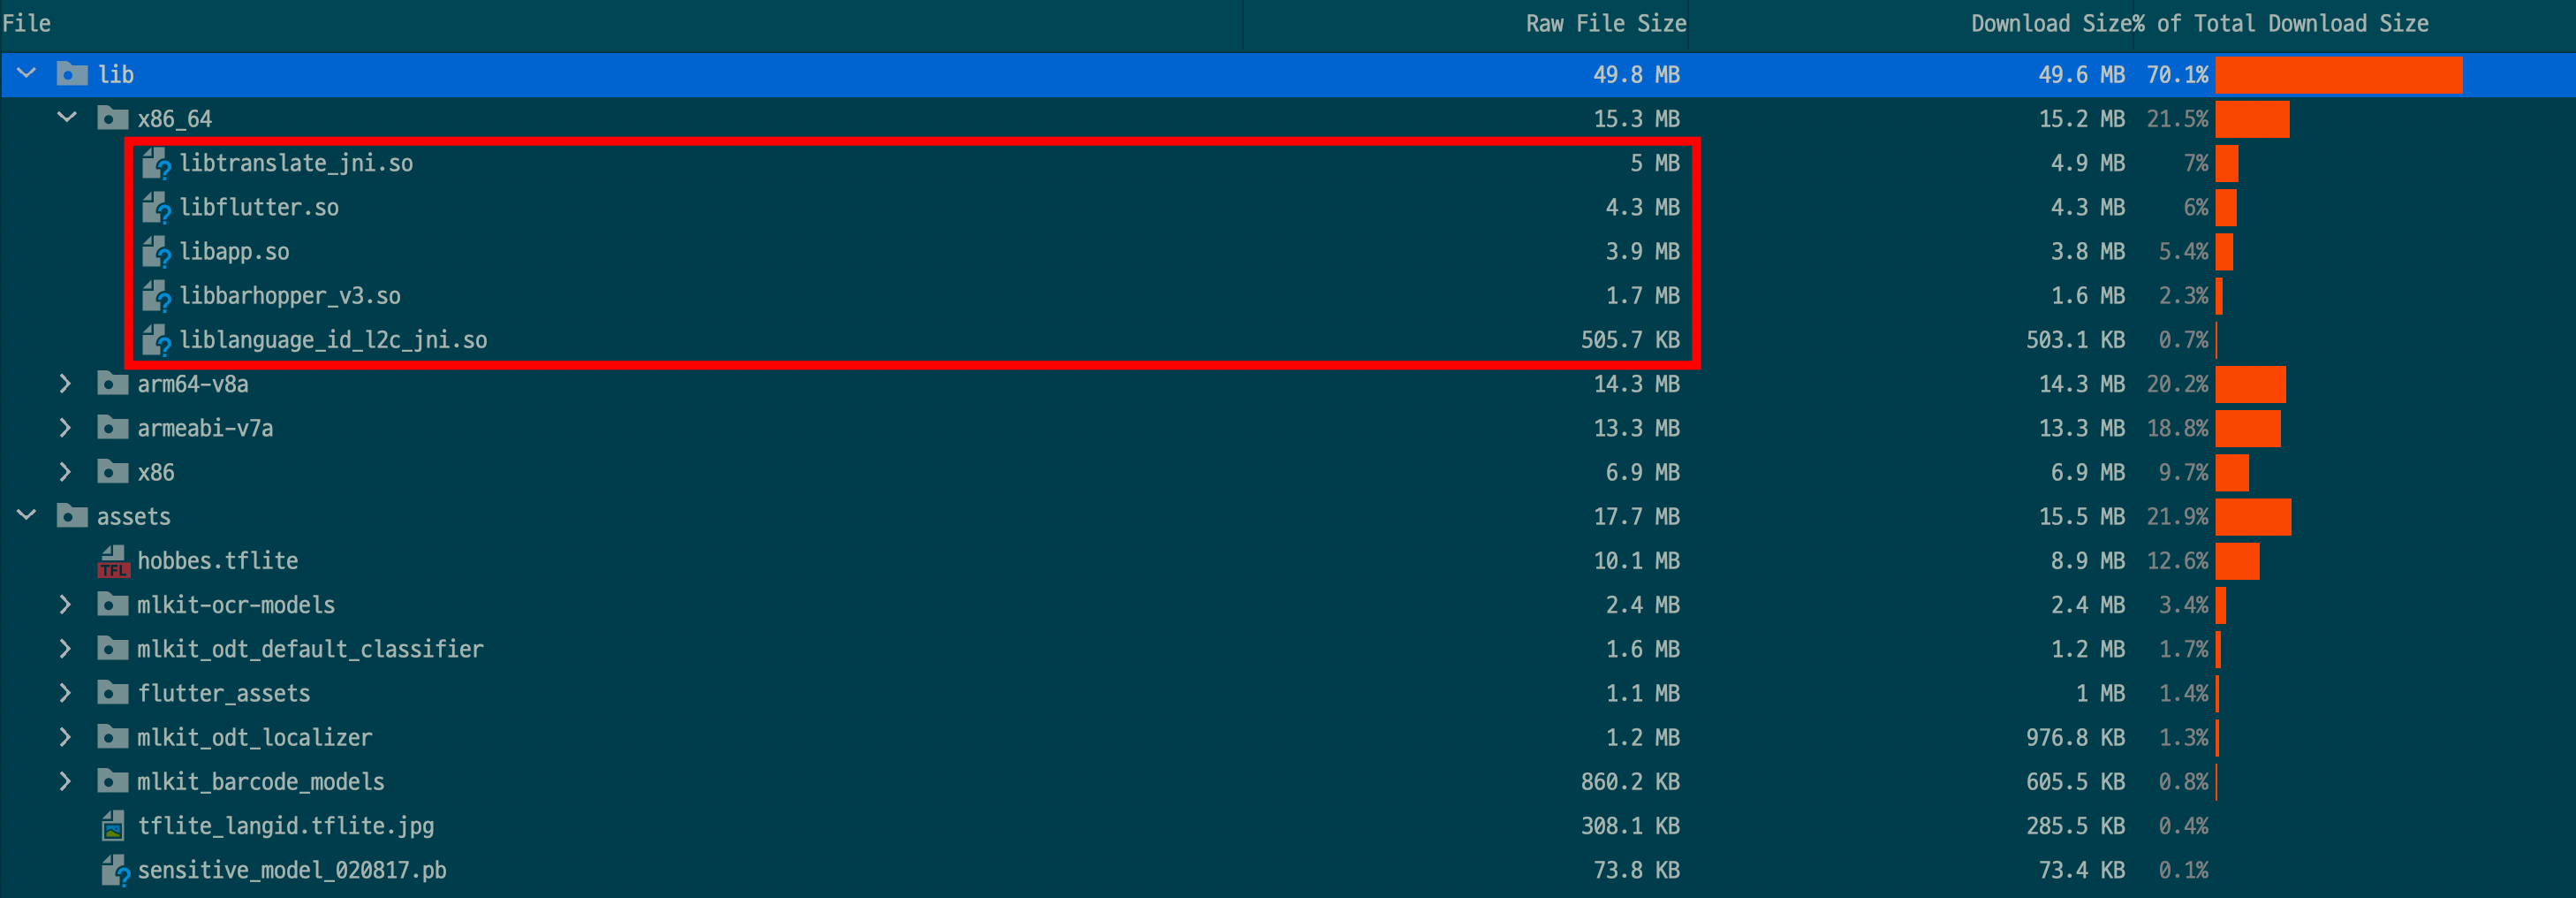 File Raw File Size Download Size % of Total Download Size
lib 49.8 MB 49.6 MB 70.1%
x86_64 15.3 MB 15.2 MB 21.5%
libtranslate_jni.so 5 MB 4.9 MB 7%
libflutter.so 4.3 MB 4.3 MB 6%
libapp.so 3.9 MB 3.8 MB 5.4%
libbarhopper_v3.so 1.7 MB 1.6 MB 2.3%
liblanguage_id_l2c_jni.so 505.7 KB 503.1 KB 0.7%
arm64-v8a 14.3 MB 14.3 MB 20.2%
armeabi-v7a 13.3 MB 13.3 MB 18.8%
x86 6.9 MB 6.9 MB 9.7%
assets 17.7 MB 15.5 MB 21.9%
TFL hobbes.tflite 10.1 MB 8.9 MB 12.6%
mlkit-ocr-models 2.4 MB 2.4 MB 3.4%
mlkit_odt_default_classifier 1.6 MB 1.2 MB 1.7%
flutter_assets 1.1 MB 1 MB 1.4%
mlkit_odt_localizer 1.2 MB 976.8 KB 1.3%
mlkit_barcode_models 860.2 KB 605.5 KB 0.8%
tflite_langid.tflite.jpg 308.1 KB 285.5 KB 0.4%
sensitive_model_020817.pb 73.8 KB 73.4 KB 0.1%